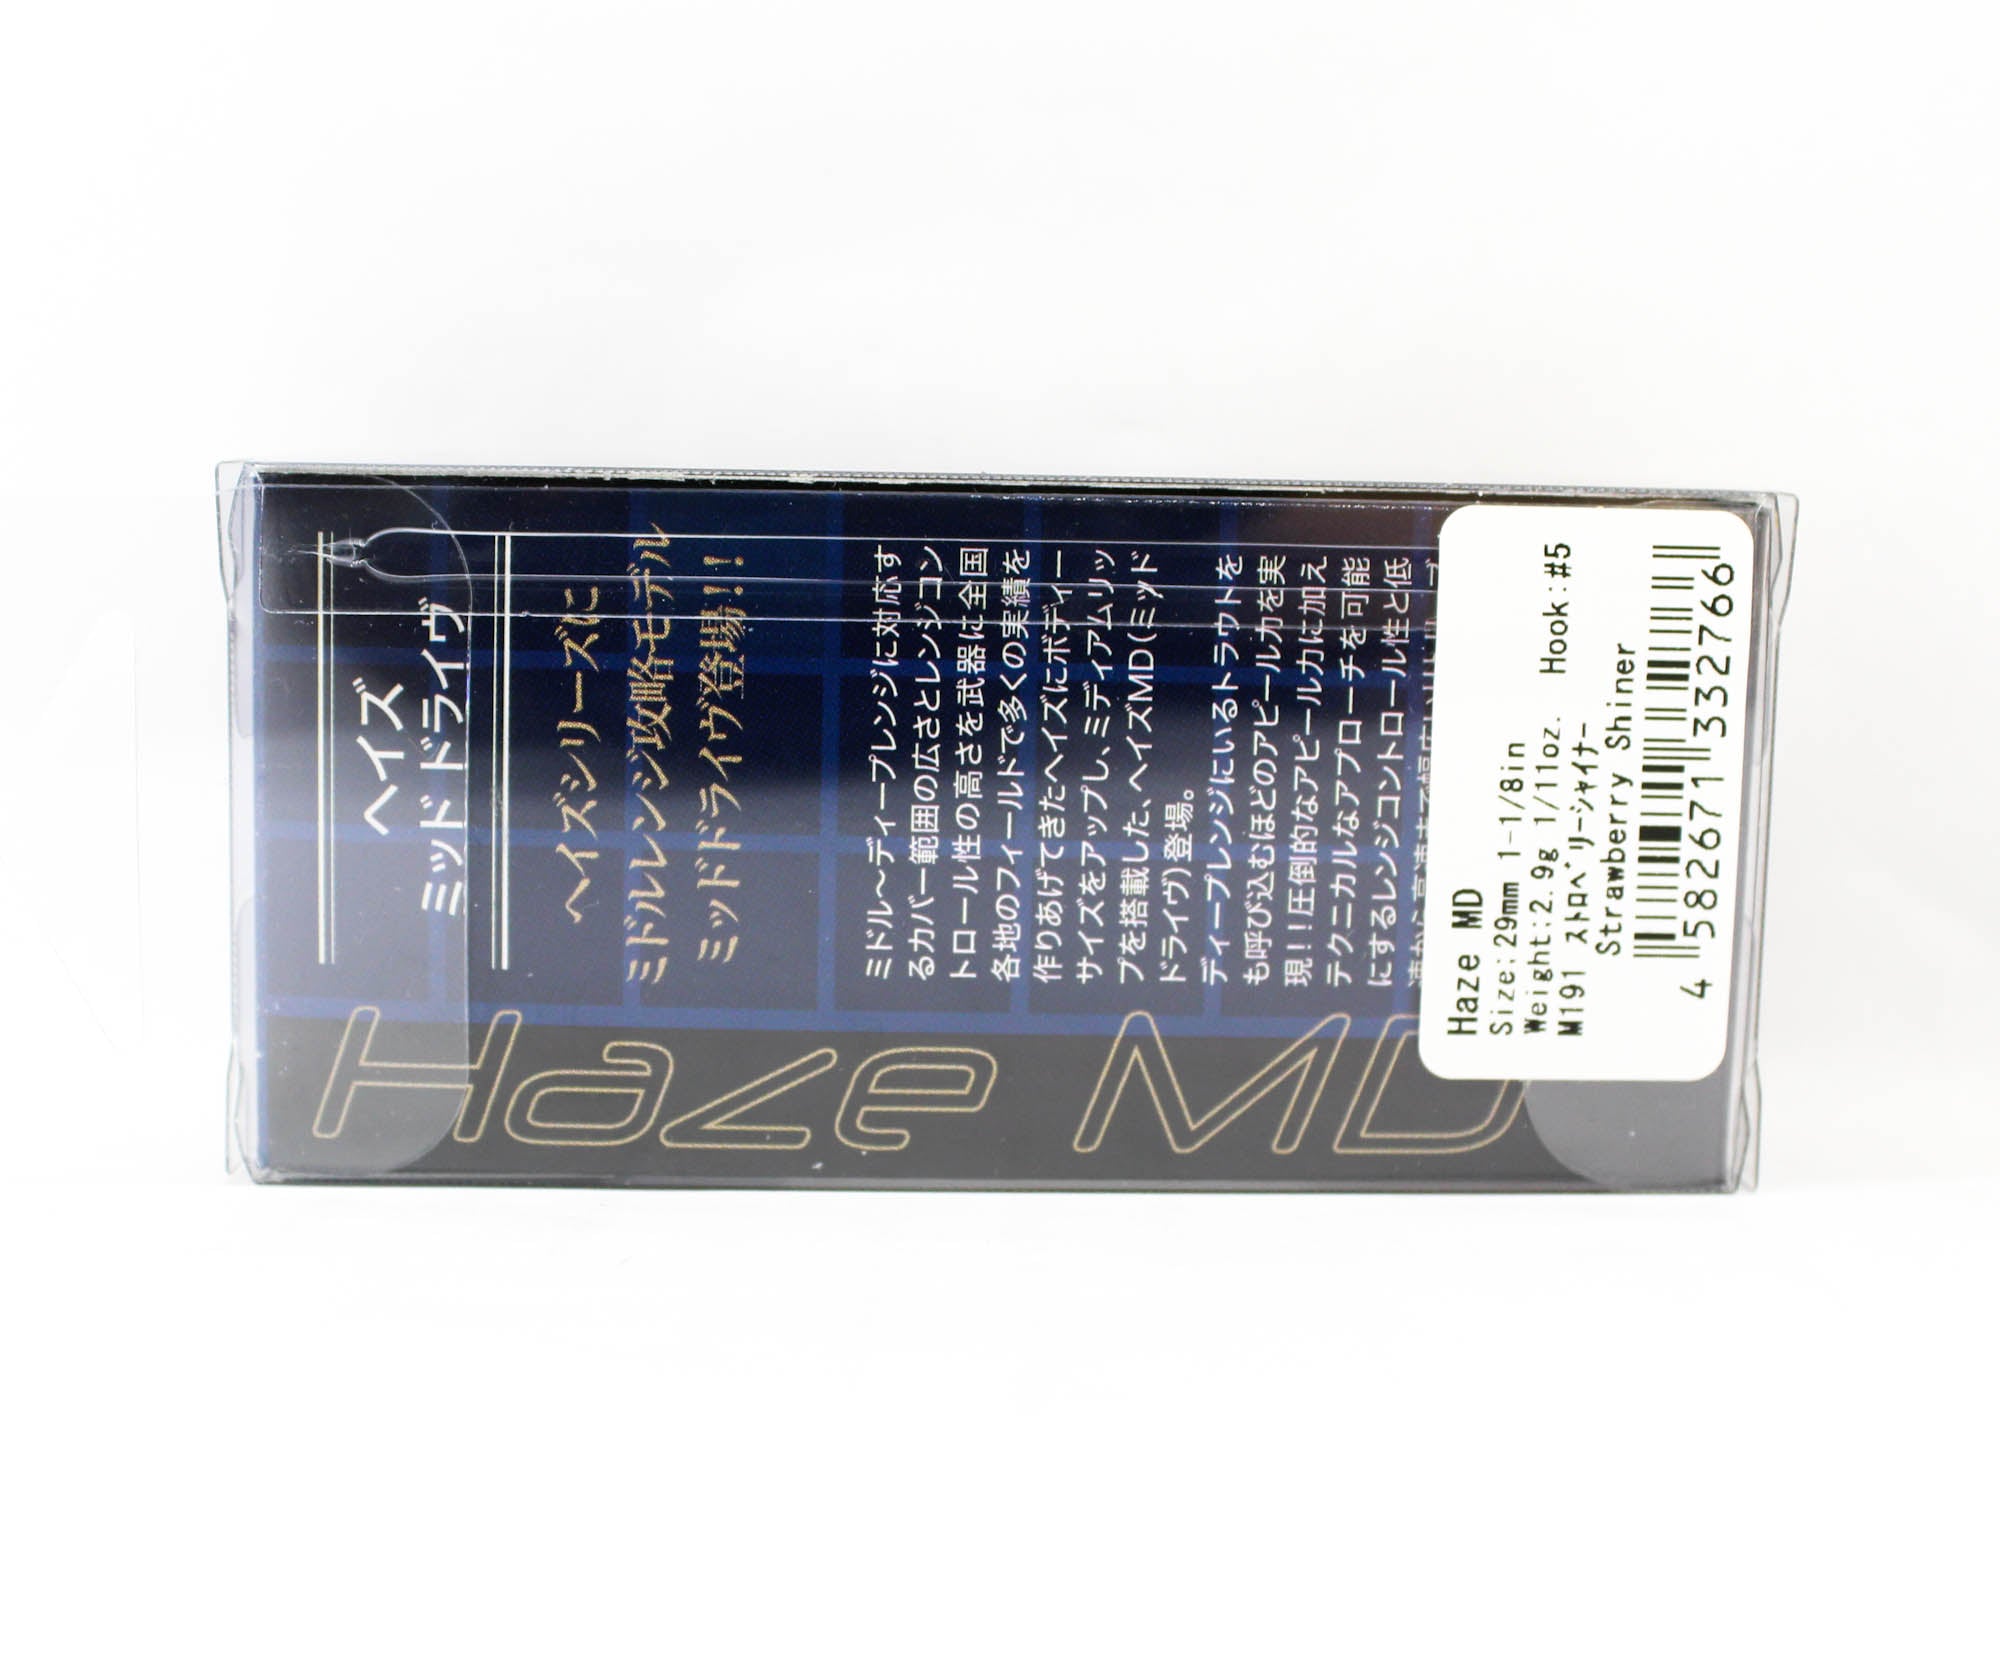 ヘイズ
ミッドドライヴ
ヘイズシリーズに
ミドルレンジ攻略モデル
ミッドドライヴ登場!!
ミドル〜ディープレンジに対応す
るカバー範囲の広さとレンジコン
トロール性の高さを武器に全国
各地のフィールドで多くの実績を
作りあげてきたヘイズにボディー
サイズをアップし、ミディアムリッ
プを搭載した、ヘイズMD(ミッド
ドライヴ)登場。
ディープレンジにいるトラウトを
も呼び込むほどのアピール力を実
現!!圧倒的なアピール力に加え
テクニカルなアプローチを可能
にするレンジコントロール性と低
Haze MD
Haze MD
Size:29mm 1-1/8in
Weight:2.9g 1/11oz. Hook:#5
M191 ストロベリーシャイナー
Strawberry Shiner
4 582671 332766